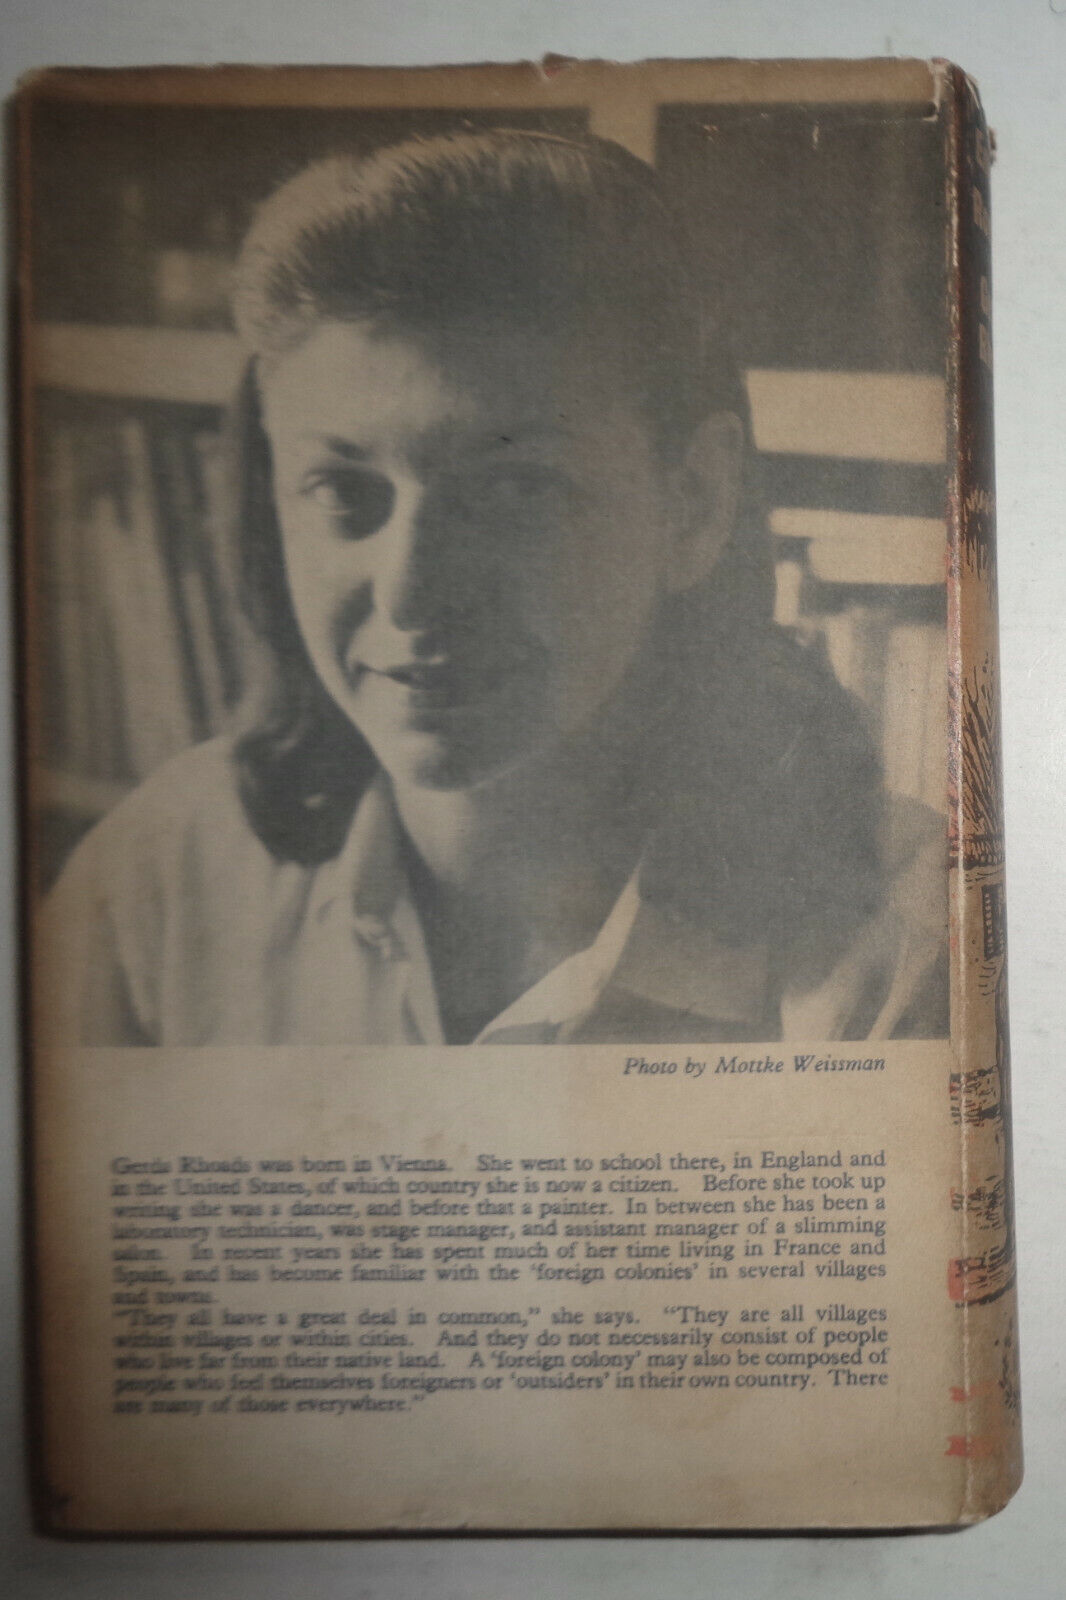 Photo by Mottke Weissman
Gerda Rhoads was born in Vienna. She went to school there, in England and
in the United States, of which country she is now a citizen. Before she took up
writing she was a dancer, and before that a painter. In between she has been a
laboratory technician, was stage manager, and assistant manager of a slimming
salon. In recent years she has spent much of her time living in France and
Spain, and has become familiar with the 'foreign colonies' in several villages
and towns.
"They all have a great deal in common," she says. "They are all villages
within villages or within cities. And they do not necessarily consist of people
who live far from their native land. A 'foreign colony' may also be composed of
people who feel themselves foreigners or 'outsiders' in their own country. There
are many of those everywhere."